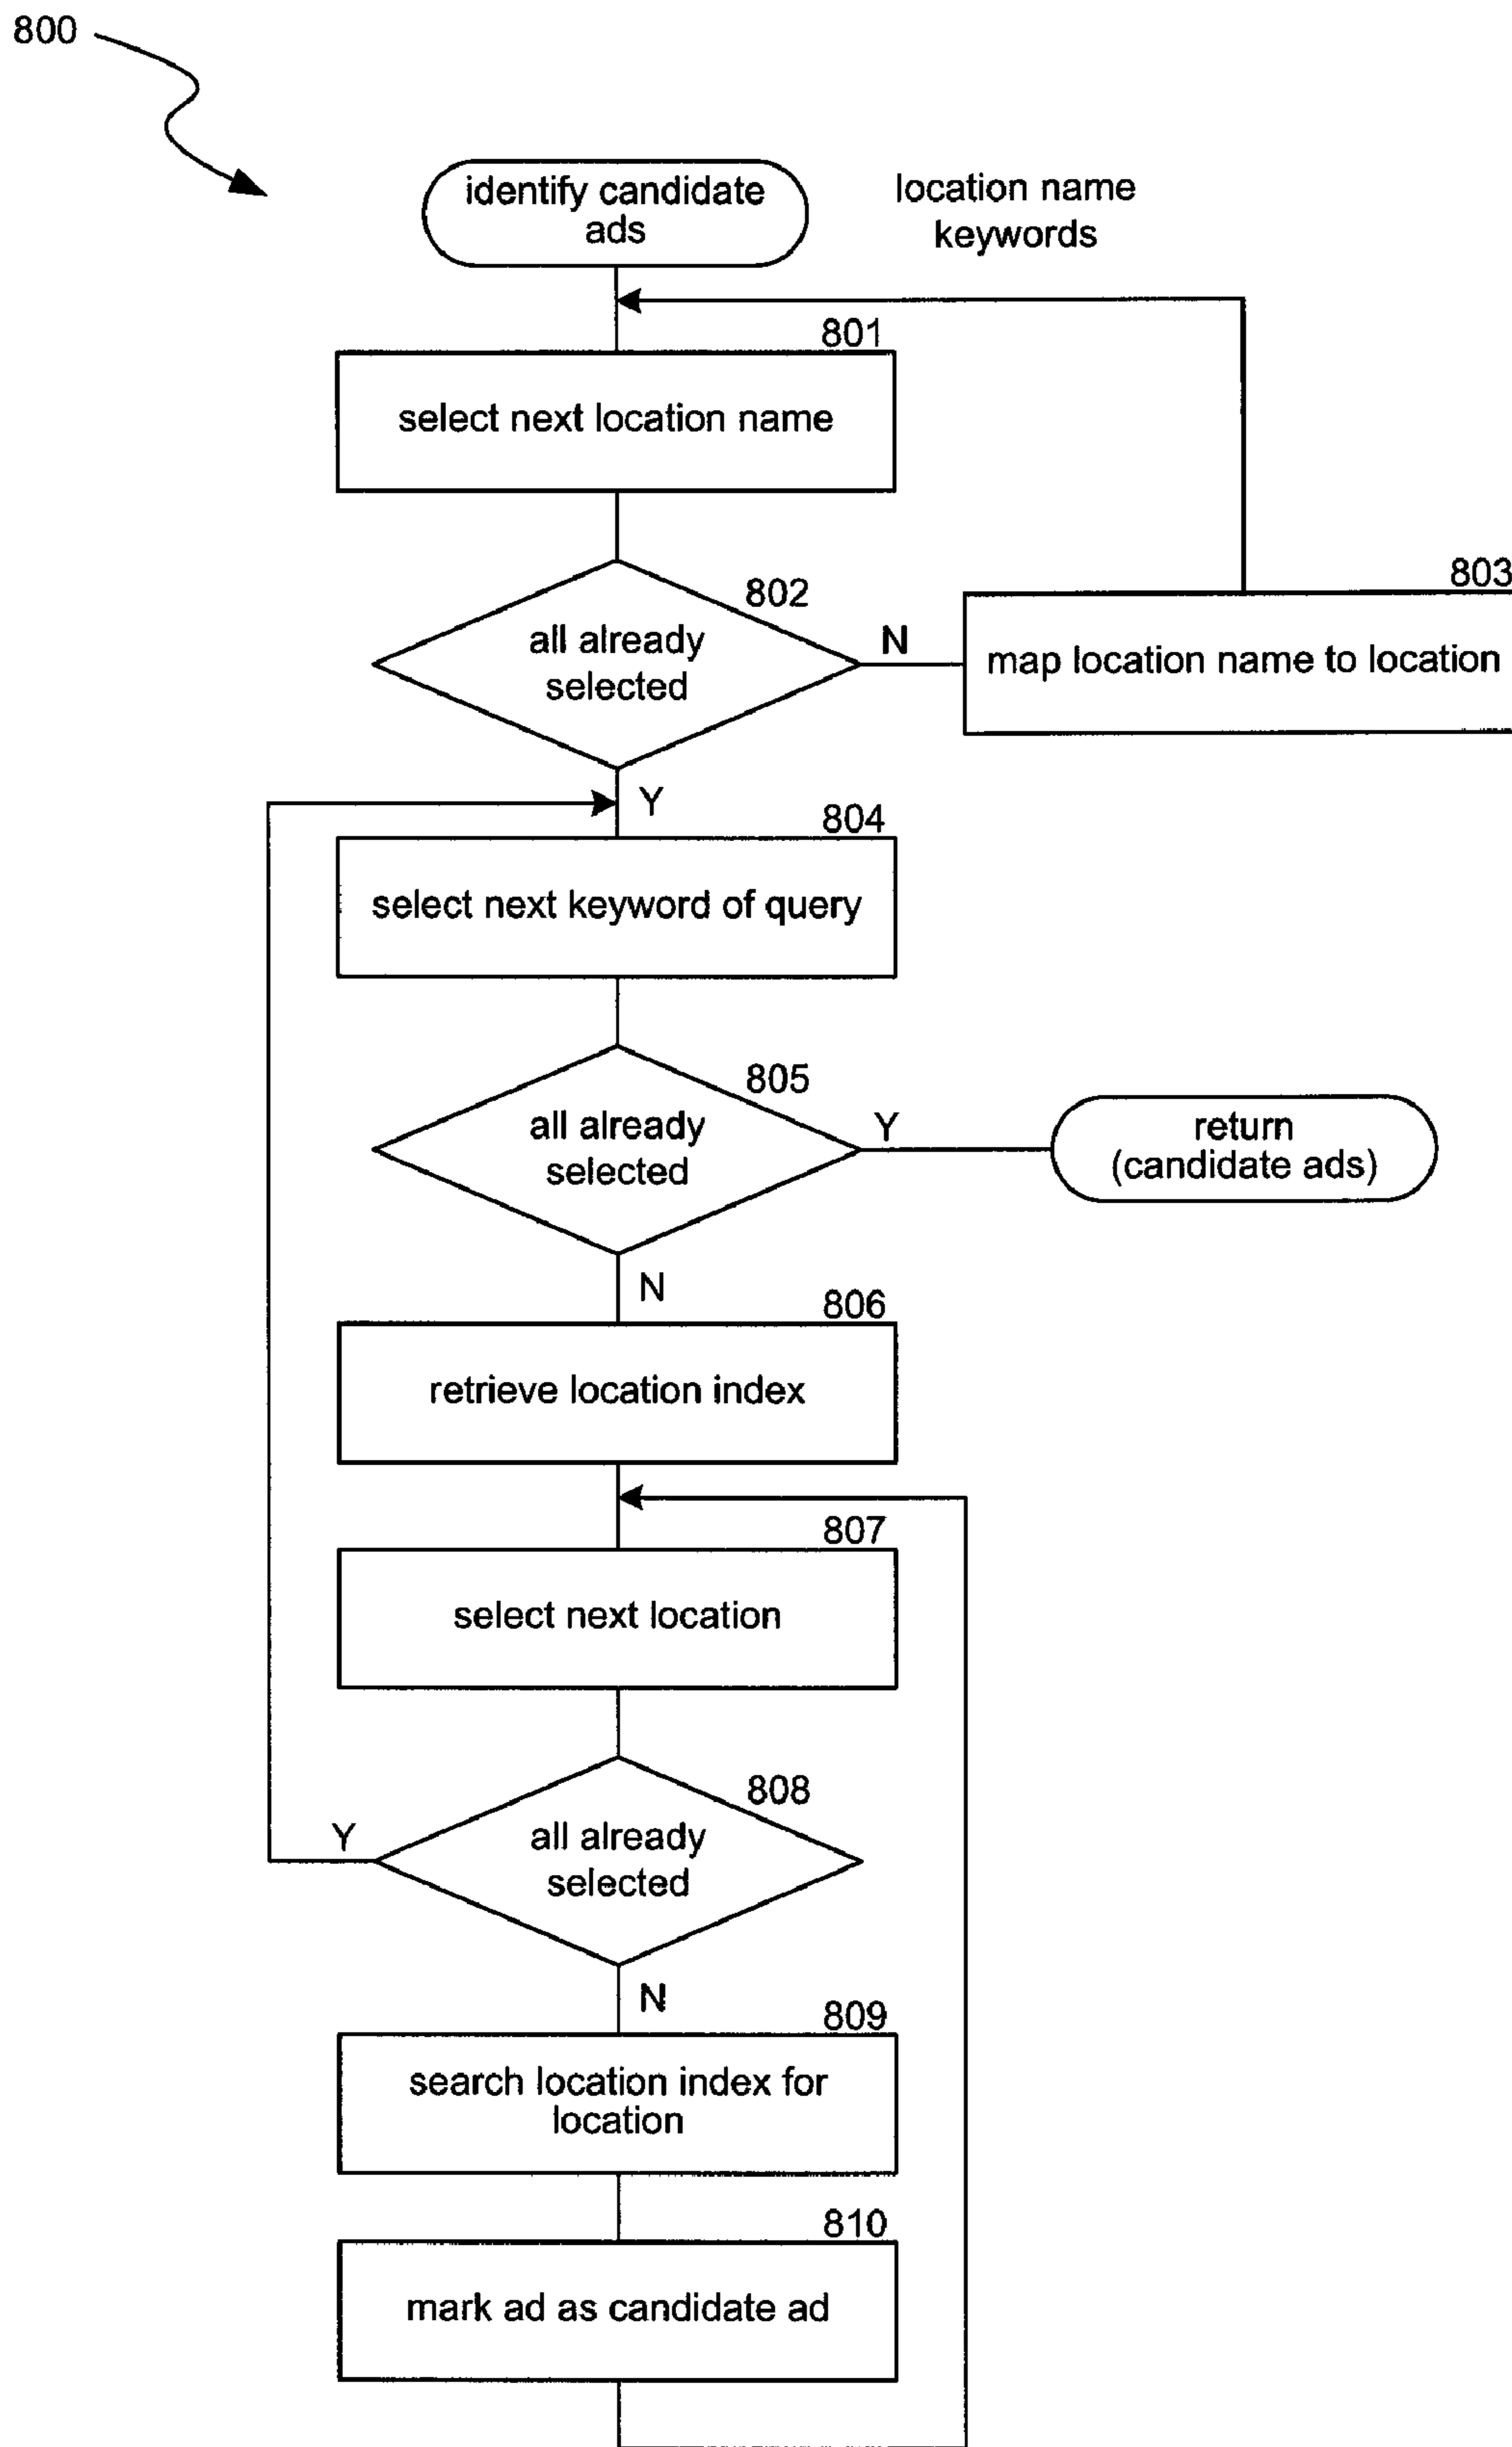 800
identify candidate
ads
location name
keywords
801
select next location name
802
all already
selected
N
803
map location name to location
Y
804
select next keyword of query
805
all already
selected
Y
return
(candidate ads)
N
806
retrieve location index
807
select next location
808
all already
selected
Y
N
809
search location index for
location
810
mark ad as candidate ad